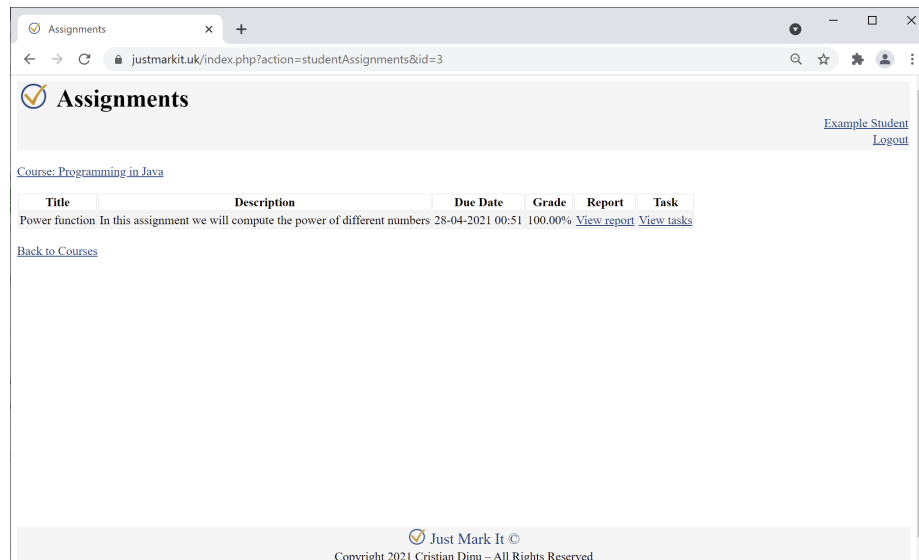 Assignments
justmarkit.uk/index.php?action=studentAssignments&id=3
Assignments
Example Student
Logout
Course: Programming in Java
Title Description Due Date Grade Report Task
Power function In this assignment we will compute the power of different numbers 28-04-2021 00:51 100.00% View report View tasks
Back to Courses
Just Mark It ©
Copyright 2021 Cristian Dinu – All Rights Reserved